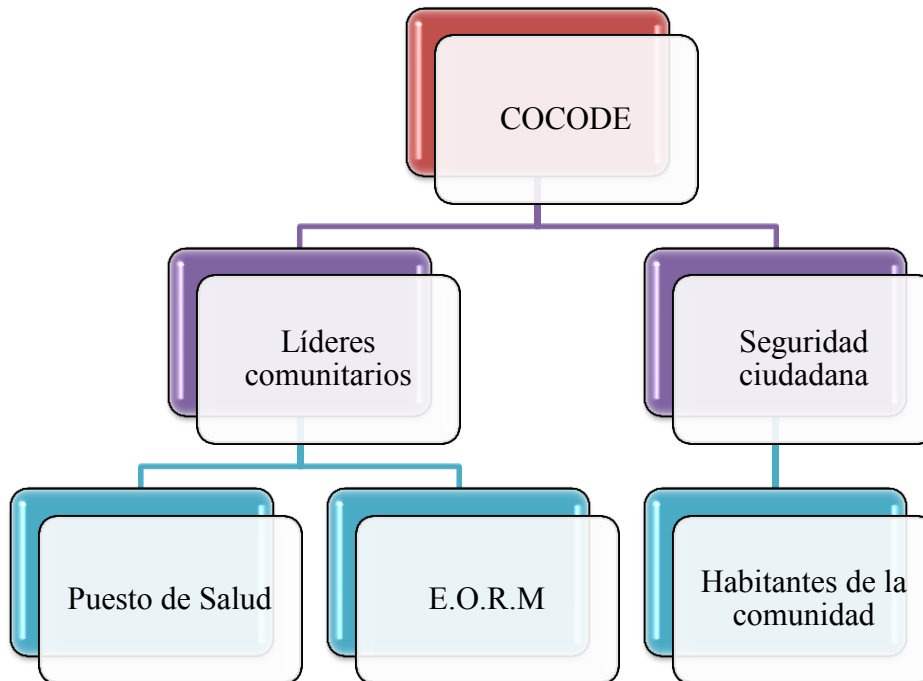 COCODE
Líderes
comunitarios
Seguridad
ciudadana
Puesto de Salud
E.O.R.M
Habitantes de la
comunidad